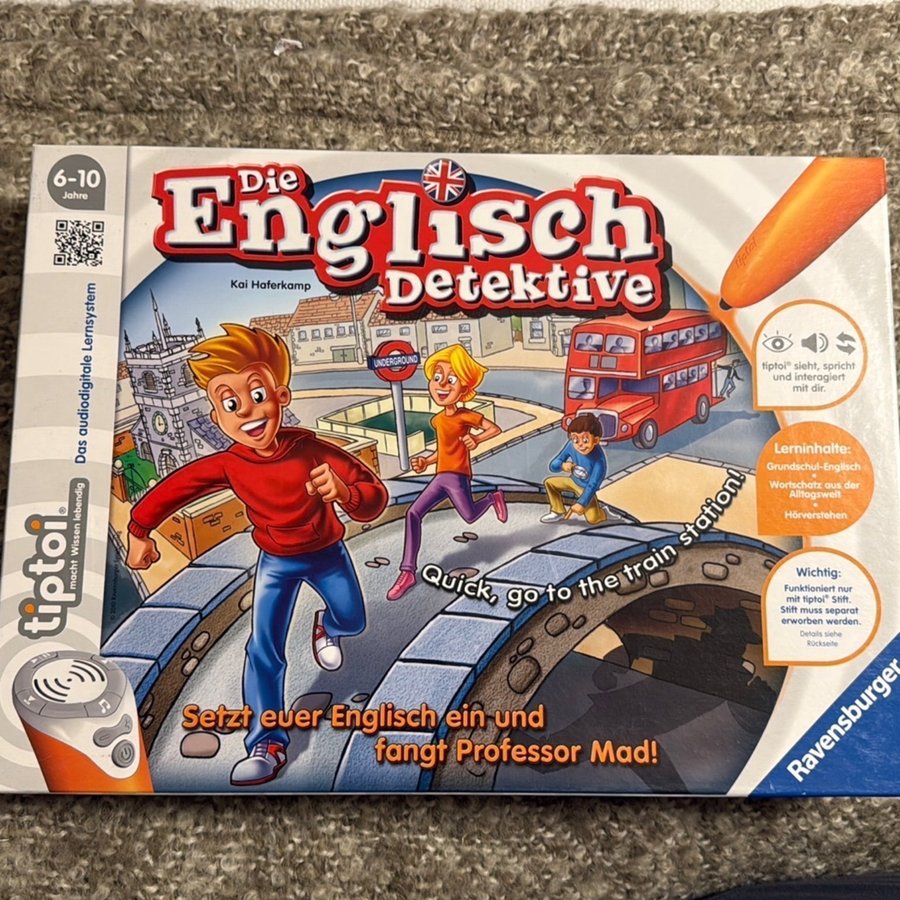 6-10
Jahre
Die
Englisch
Detektive
Kai Haferkamp
Das audiodigitale Lernsystem
tiptoi®
macht Wissen lebendig
tiptoi
UNDERGROUND
tiptoi® sieht, spricht
und interagiert
mit dir.
Lerninhalte:
Grundschul-Englisch
•
Wortschatz aus der
Alltagswelt
•
Hörverstehen
Wichtig:
Funktioniert nur
mit tiptoi® Stift.
Stift muss separat
erworben werden.
Details siehe
Rückseite
Quick, go to the train station!
Setzt euer Englisch ein und
fangt Professor Mad!
Ravensburger